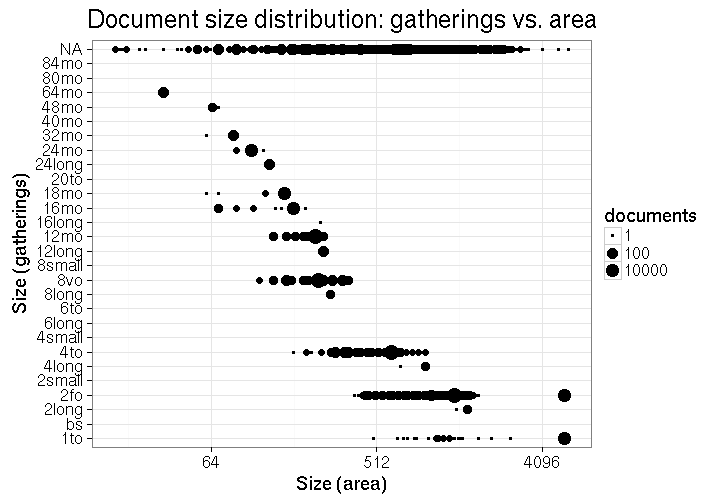 Document size distribution: gatherings vs. area
NA
84mo
80mo
64mo
48mo
40mo
32mo
24mo
24long
20to
18mo
16mo
16long
12mo
12long
8small
8vo
8long
6to
6long
4small
4to
4long
2small
2fo
2long
bs
1to
Size (gatherings)
64
512
4096
Size (area)
documents
1
100
10000